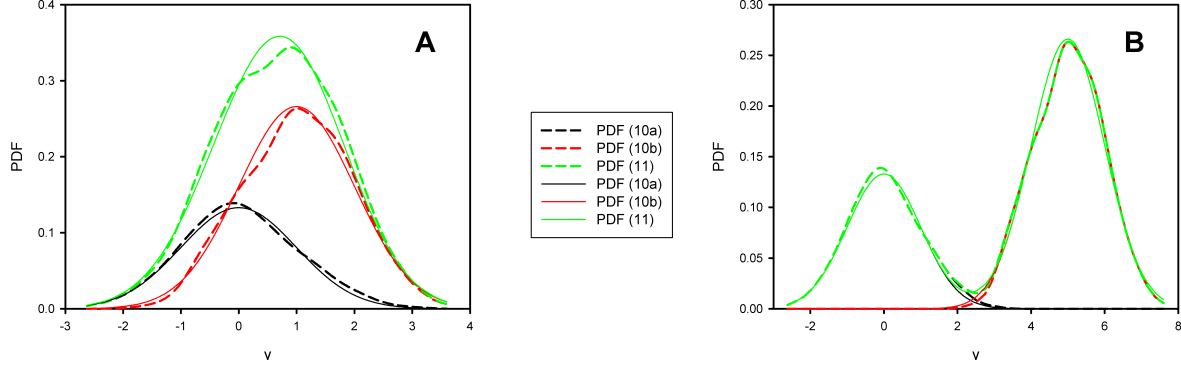 A
PDF
0.4
0.3
0.2
0.1
0.0
-3 -2 -1 0 1 2 3 4
v
PDF (10a)
PDF (10b)
PDF (11)
PDF (10a)
PDF (10b)
PDF (11)
B
PDF
0.30
0.25
0.20
0.15
0.10
0.05
0.00
-2 0 2 4 6 8
v